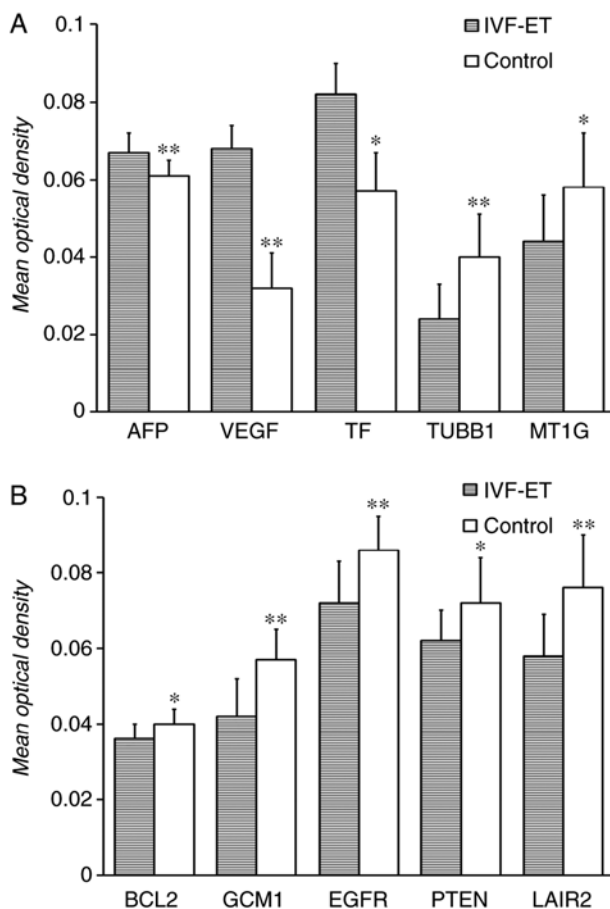 A
IVF-ET
Control
Mean optical density
0.1
0.08
0.06
0.04
0.02
0
** ** * ** *
AFP VEGF TF TUBB1 MT1G
B
IVF-ET
Control
Mean optical density
0.1
0.08
0.06
0.04
0.02
0
* ** ** * **
BCL2 GCM1 EGFR PTEN LAIR2